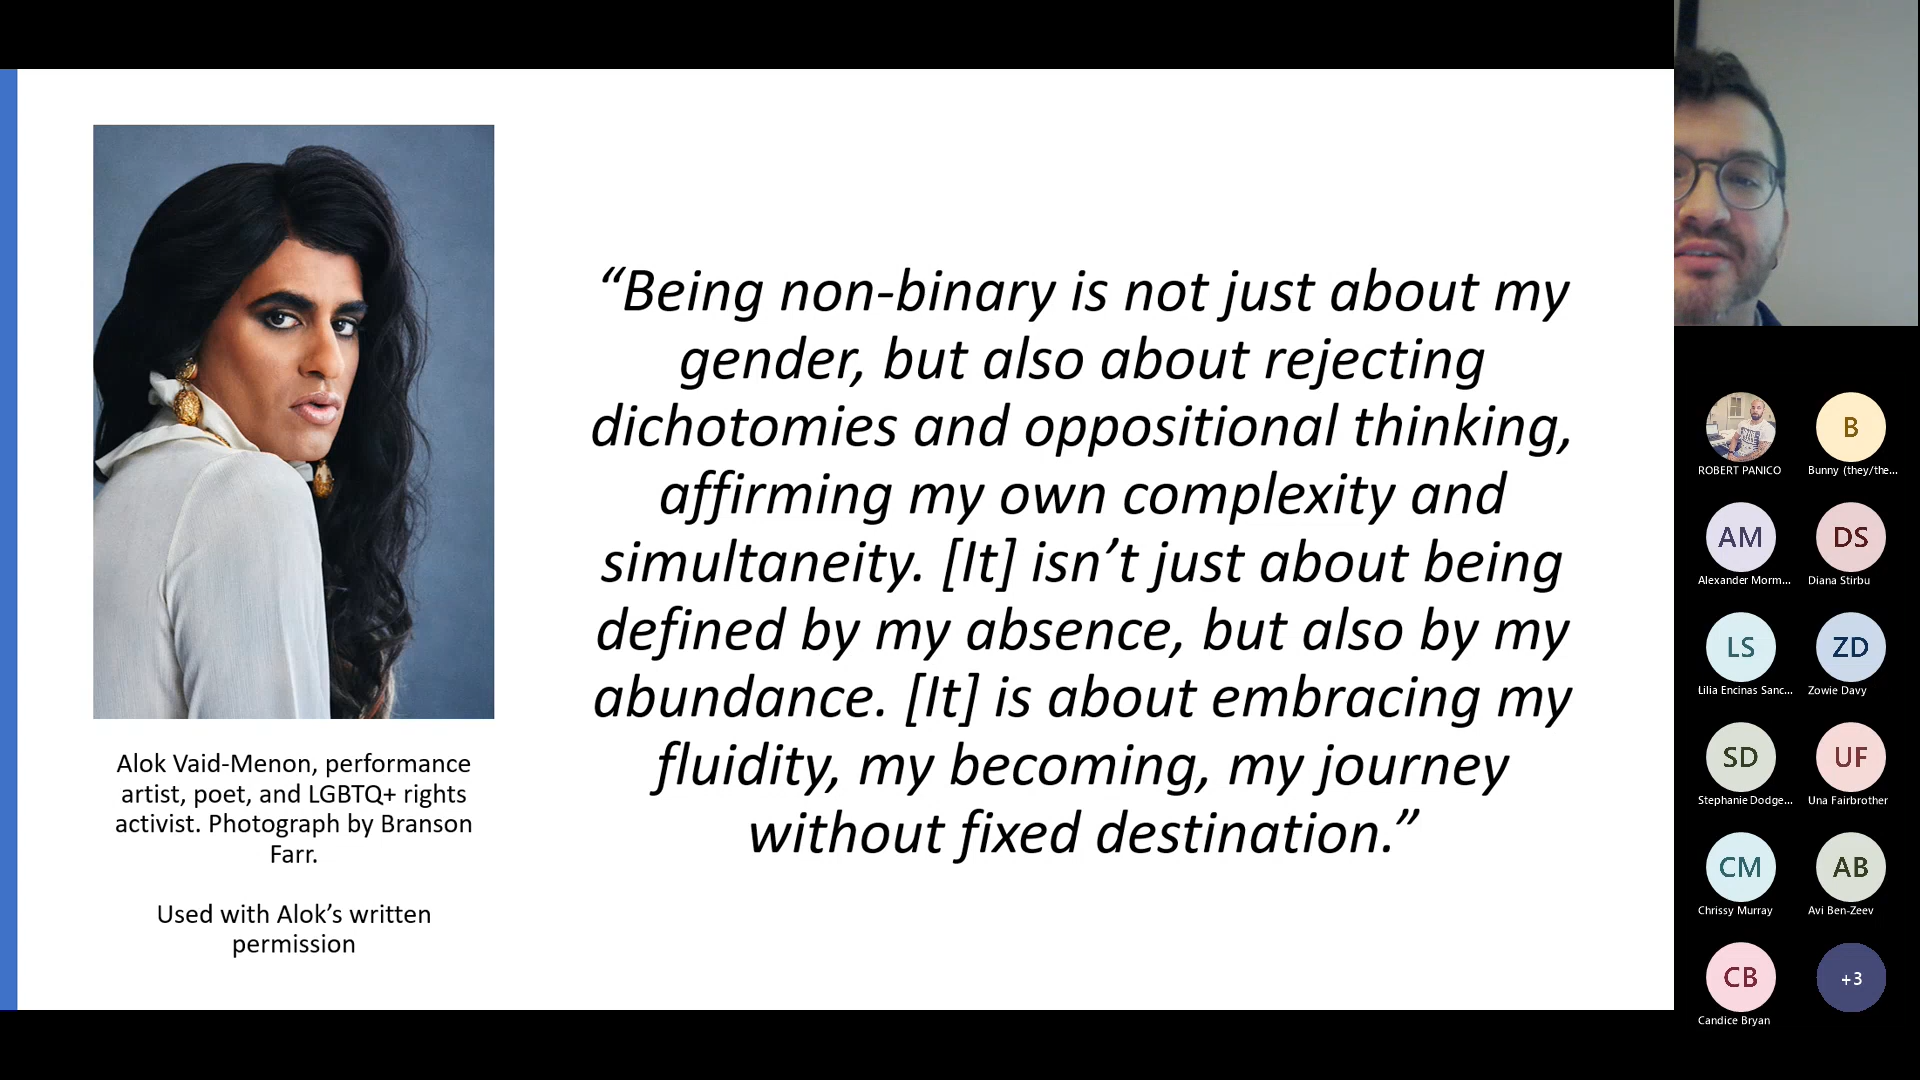 “Being non-binary is not just about my
gender, but also about rejecting
dichotomies and oppositional thinking,
affirming my own complexity and
simultaneity. [It] isn’t just about being
defined by my absence, but also by my
abundance. [It] is about embracing my
fluidity, my becoming, my journey
without fixed destination.”
Alok Vaid-Menon, performance
artist, poet, and LGBTQ+ rights
activist. Photograph by Branson
Farr.
Used with Alok’s written
permission
ROBERT PANICO
B
Bunny (they/the...
AM
Alexander Morm...
DS
Diana Stirbu
LS
Lilia Encinas Sanc...
ZD
Zowie Davy
SD
Stephanie Dodge...
UF
Una Fairbrother
CM
Chrissy Murray
AB
Avi Ben-Zeev
CB
Candice Bryan
+3